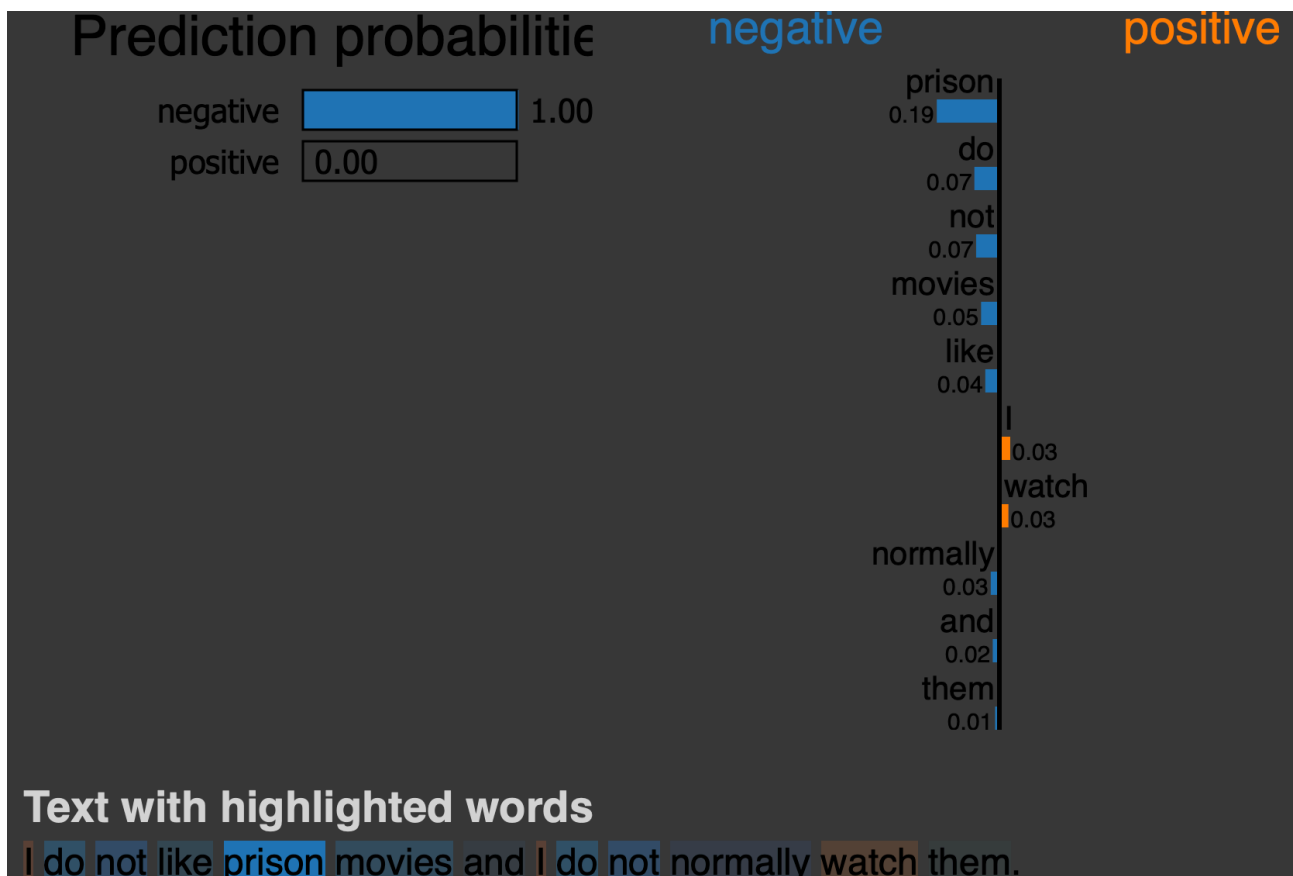 Prediction probabilitie
negative 1.00
positive 0.00
negative positive
prison
0.19
do
0.07
not
0.07
movies
0.05
like
0.04
I
0.03
watch
0.03
normally
0.03
and
0.02
them
0.01
Text with highlighted words
I do not like prison movies and I do not normally watch them.